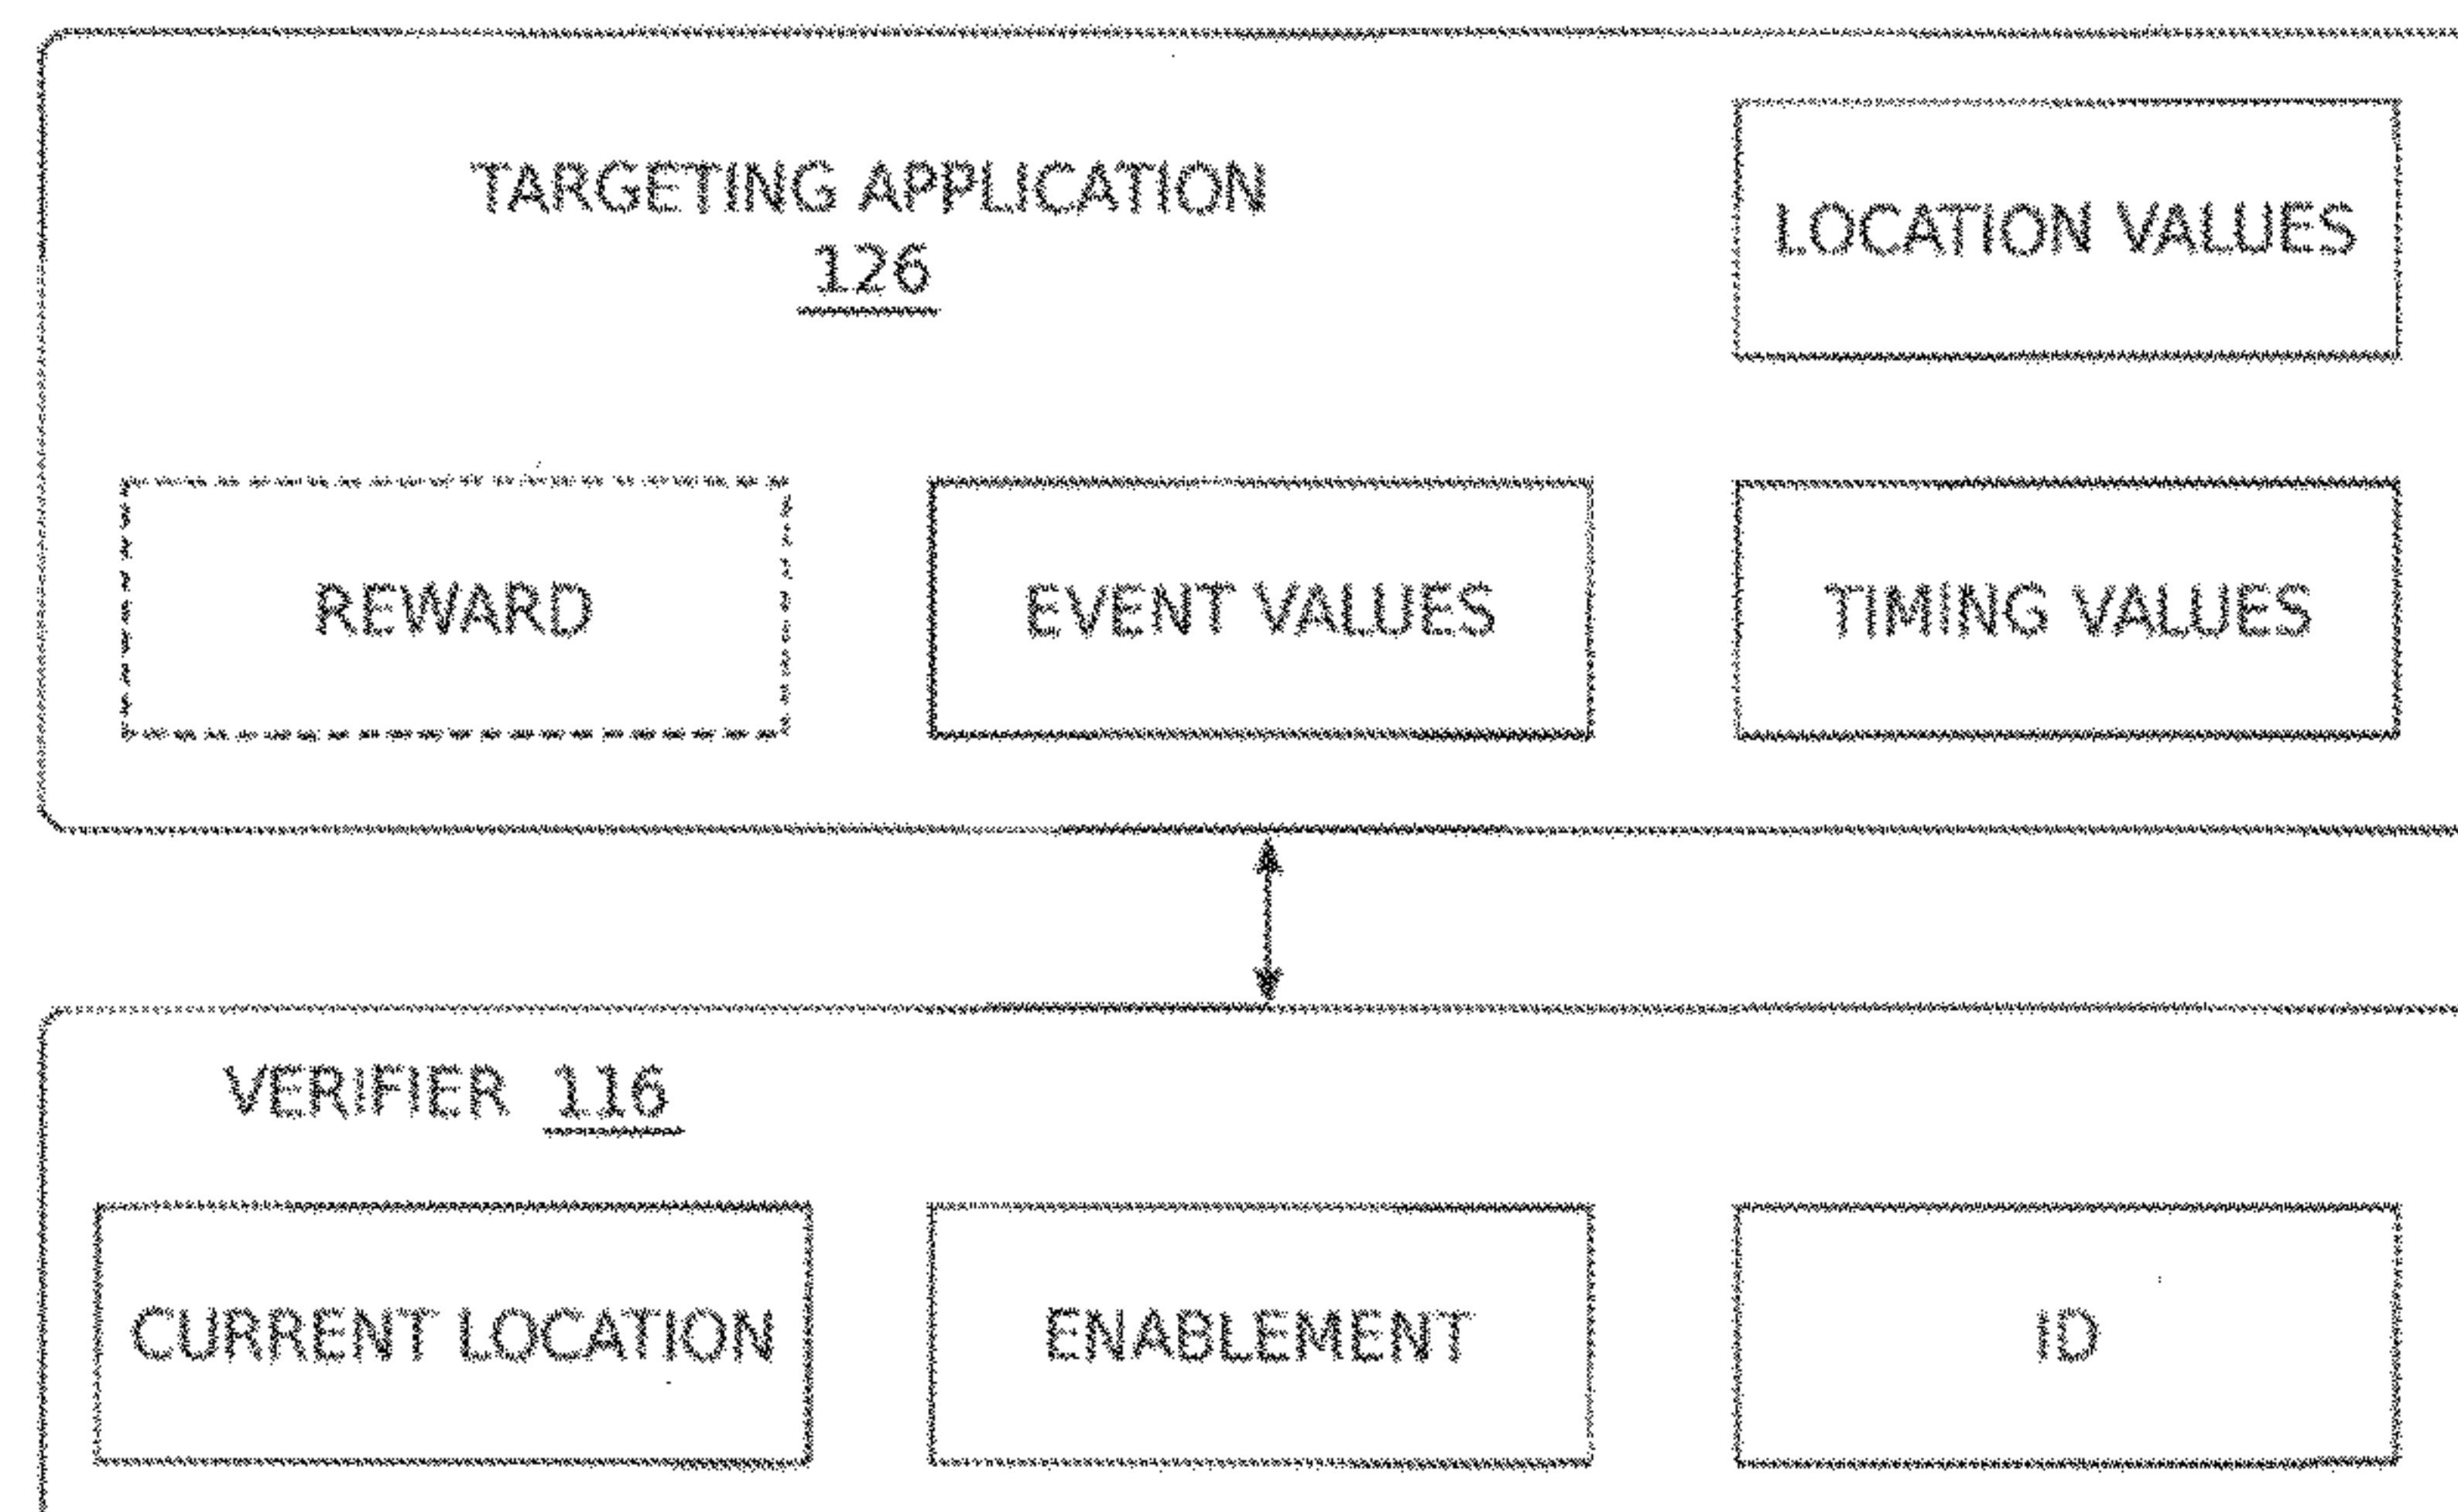 TARGETING APPLICATION
126
LOCATION VALUES
REWARD
EVENT VALUES
TIMING VALUES
VERIFIER 116
CURRENT LOCATION
ENABLEMENT
ID